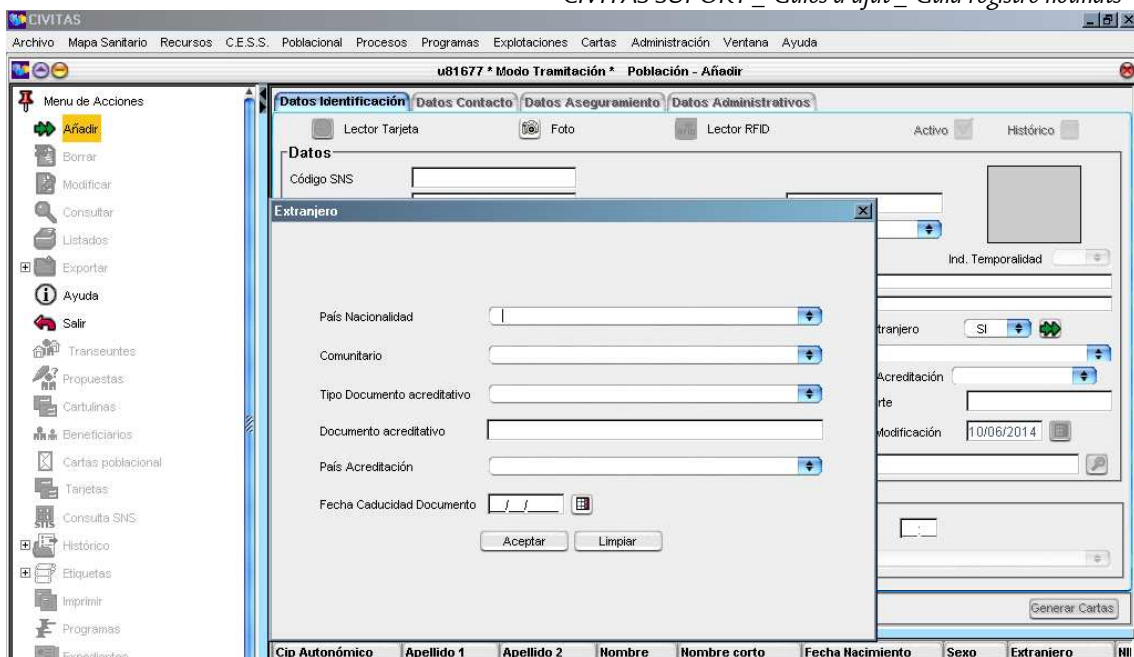 CIVITAS SUPORT _ Guies d'ajut _ Guia registre nounats
CIVITAS
Archivo Mapa Sanitario Recursos C.E.S.S. Poblacional Procesos Programas Explotaciones Cartas Administración Ventana Ayuda
u81677 * Modo Tramitación * Población - Añadir
Menu de Acciones
Añadir
Borrar
Modificar
Consultar
Listados
Exportar
Ayuda
Salir
Transeuntes
Propuestas
Cartulinas
Beneficiarios
Cartas poblacional
Tarjetas
Consulta SNS
Histórico
Etiquetas
Imprimir
Programas
Expedientes
Datos Identificación Datos Contacto Datos Aseguramiento Datos Administrativos
Lector Tarjeta Foto Lector RFID Activo Histórico
Datos
Código SNS
Ind. Temporalidad
tranjero SI
Acreditación
rte
Modificación 10/06/2014
Extranjero
País Nacionalidad
Comunitario
Tipo Documento acreditativo
Documento acreditativo
País Acreditación
Fecha Caducidad Documento _/_/____
Aceptar Limpiar
Generar Cartas
Cip Autonómico Apellido 1 Apellido 2 Nombre Nombre corto Fecha Nacimiento Sexo Extranjero NI